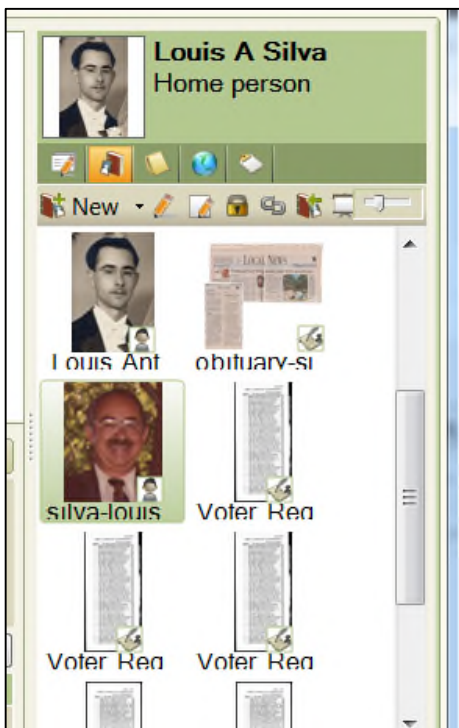 Louis A Silva
Home person
New
LOCAL NEWS
Louis Ant
obituary-si
silva-louis
Voter Reg
Voter Reg
Voter Reg